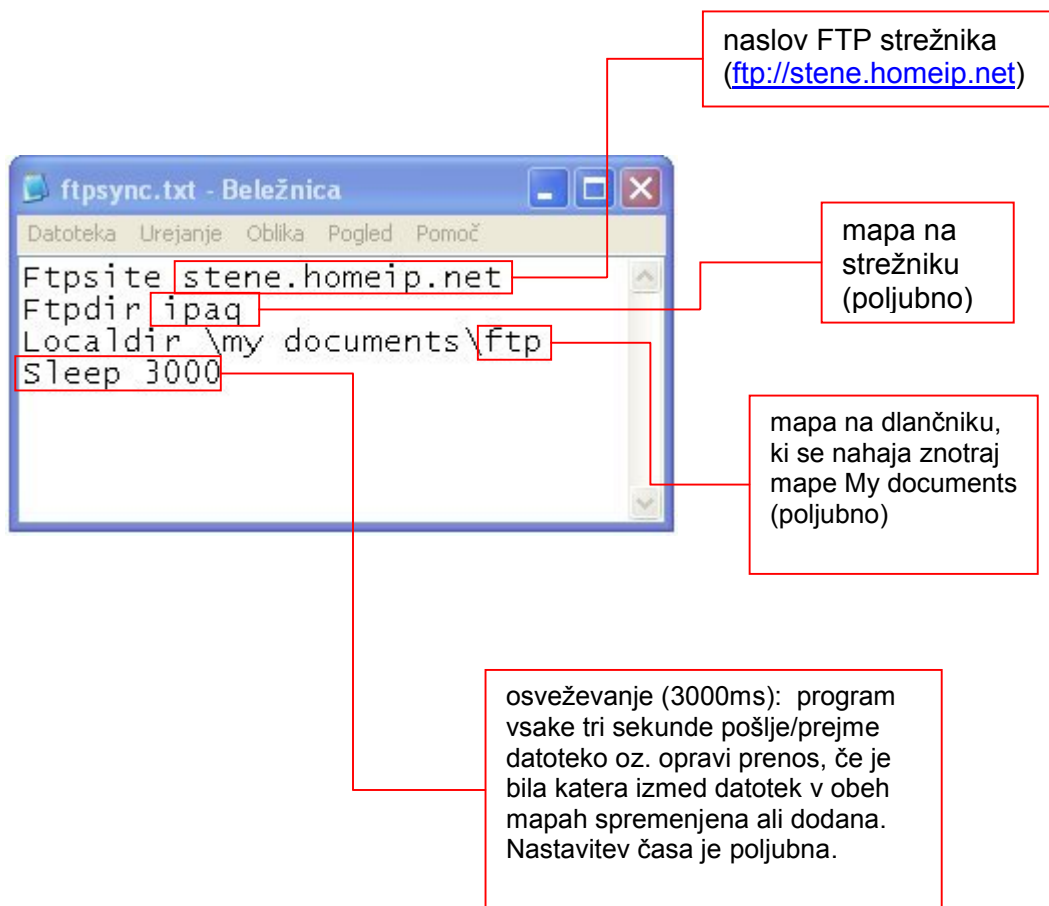 naslov FTP strežnika
(ftp://stene.homeip.net)
ftpsync.txt - Beležnica
Datoteka Urejanje Oblika Pogled Pomoč
Ftpsite stene.homeip.net
Ftpdir ipaq
Localdir \my documents\ftp
Sleep 3000
mapa na
strežniku
(poljubno)
mapa na dlančniku,
ki se nahaja znotraj
mape My documents
(poljubno)
osveževanje (3000ms): program
vsake tri sekunde pošlje/prejme
datoteko oz. opravi prenos, če je
bila katera izmed datotek v obeh
mapah spremenjena ali dodana.
Nastavitev časa je poljubna.